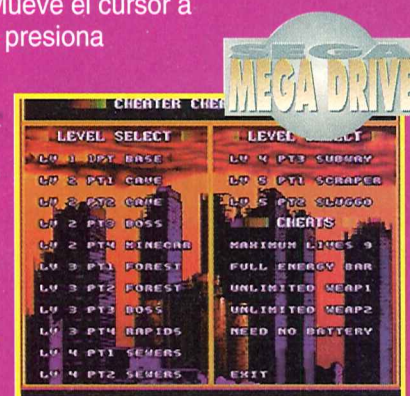 Mueve el cursor a
presiona
SEGA
MEGA DRIVE
CHEATER
LEVEL SELECT
LV 1 1PT BASE
LV 2 PT1 CAVE
LV 2 PT2 CAVE
LV 2 PT3 BOSS
LV 2 PT4 MINECAR
LV 3 PT1 FOREST
LV 3 PT2 FOREST
LV 3 PT3 BOSS
LV 3 PT4 RAPIDS
LV 4 PT1 SEWERS
LV 4 PT2 SEWERS
LEVEL
LV 4 PT3 SUBWAY
LV 5 PT1 SCRAPER
LV 5 PT2 SLUGGO
CHEATS
MAXIMUM LIVES 9
FULL ENERGY BAR
UNLIMITED WEAP1
UNLIMITED WEAP2
NEED NO BATTERY
EXIT